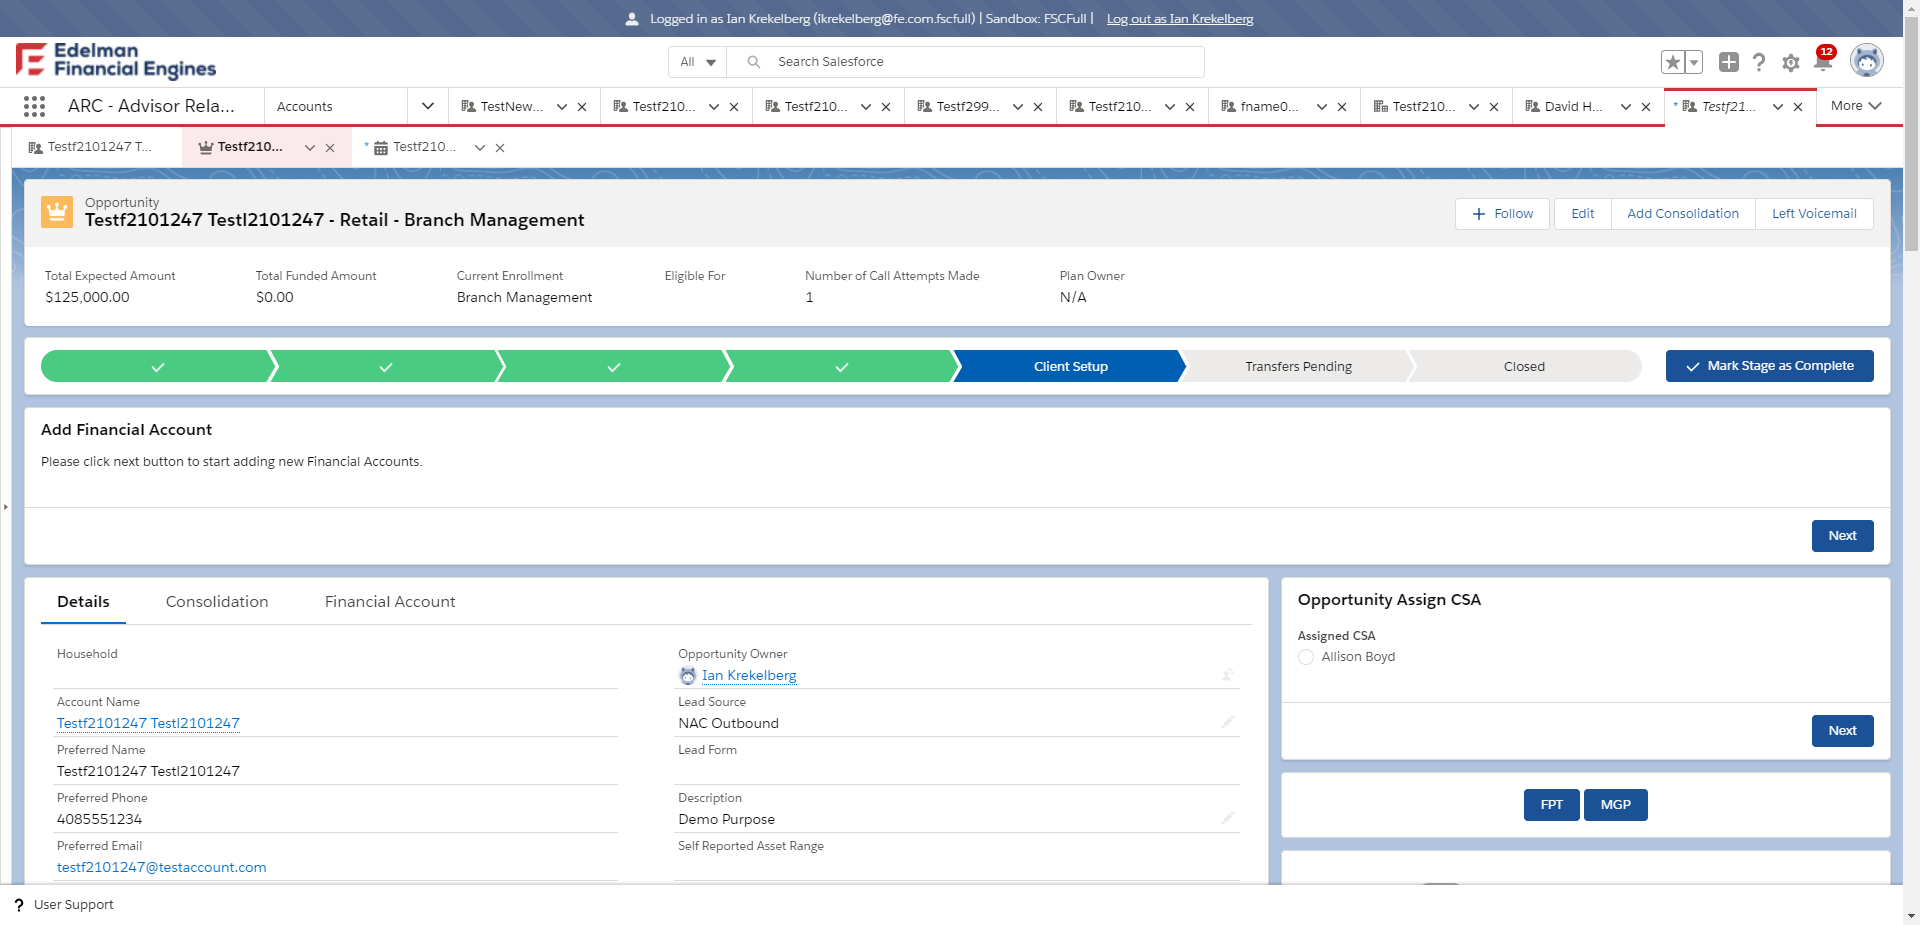 Logged in as Ian Krekelberg (ikrekelberg@fe.com.fscfull) | Sandbox: FSCFull | Log out as Ian Krekelberg
Edelman
Financial Engines
All
Search Salesforce
12
ARC - Advisor Rela...
Accounts
TestNew...
Testf210...
Testf210...
Testf299...
Testf210...
fname0...
Testf210...
David H...
* Testf21...
More
Testf2101247 T...
Testf210...
* Testf210...
Opportunity
Testf2101247 Testl2101247 - Retail - Branch Management
Follow
Edit
Add Consolidation
Left Voicemail
Total Expected Amount
$125,000.00
Total Funded Amount
$0.00
Current Enrollment
Branch Management
Eligible For
Number of Call Attempts Made
1
Plan Owner
N/A
Client Setup
Transfers Pending
Closed
Mark Stage as Complete
Add Financial Account
Please click next button to start adding new Financial Accounts.
Next
Details
Consolidation
Financial Account
Household
Account Name
Testf2101247 Testl2101247
Preferred Name
Testf2101247 Testl2101247
Preferred Phone
4085551234
Preferred Email
testf2101247@testaccount.com
Opportunity Owner
Ian Krekelberg
Lead Source
NAC Outbound
Lead Form
Description
Demo Purpose
Self Reported Asset Range
Opportunity Assign CSA
Assigned CSA
Allison Boyd
Next
FPT
MGP
? User Support